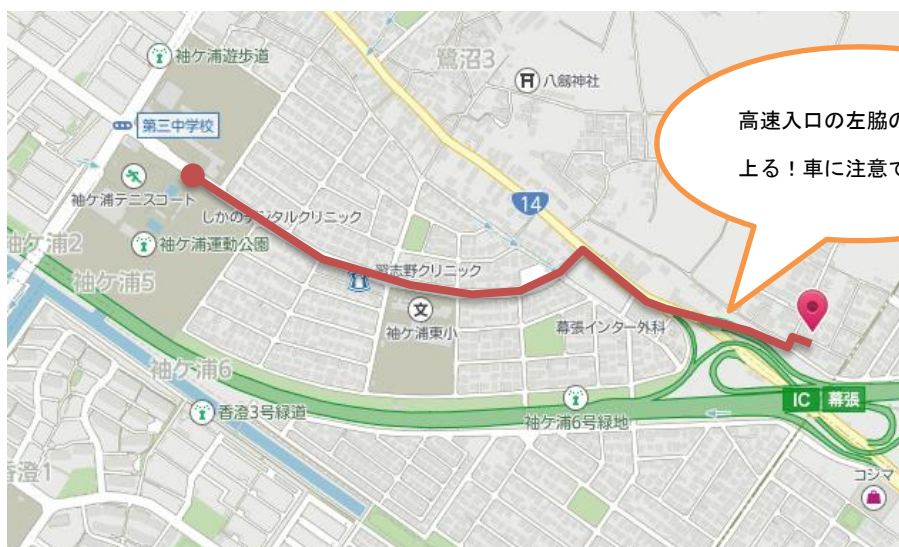 袖ケ浦遊歩道
鷺沼3
八剱神社
高速入口の左脇の
上る！車に注意で
第三中学校
14
袖ケ浦テニスコート
しかの
ジタルクリニック
袖ケ浦2
袖ケ浦運動公園
志野クリニック
袖ケ浦5
文
袖ケ浦東小
幕張インター外科
袖ケ浦6
IC 幕張
香澄3号緑道
袖ケ浦6号緑地
香澄1
コジマ